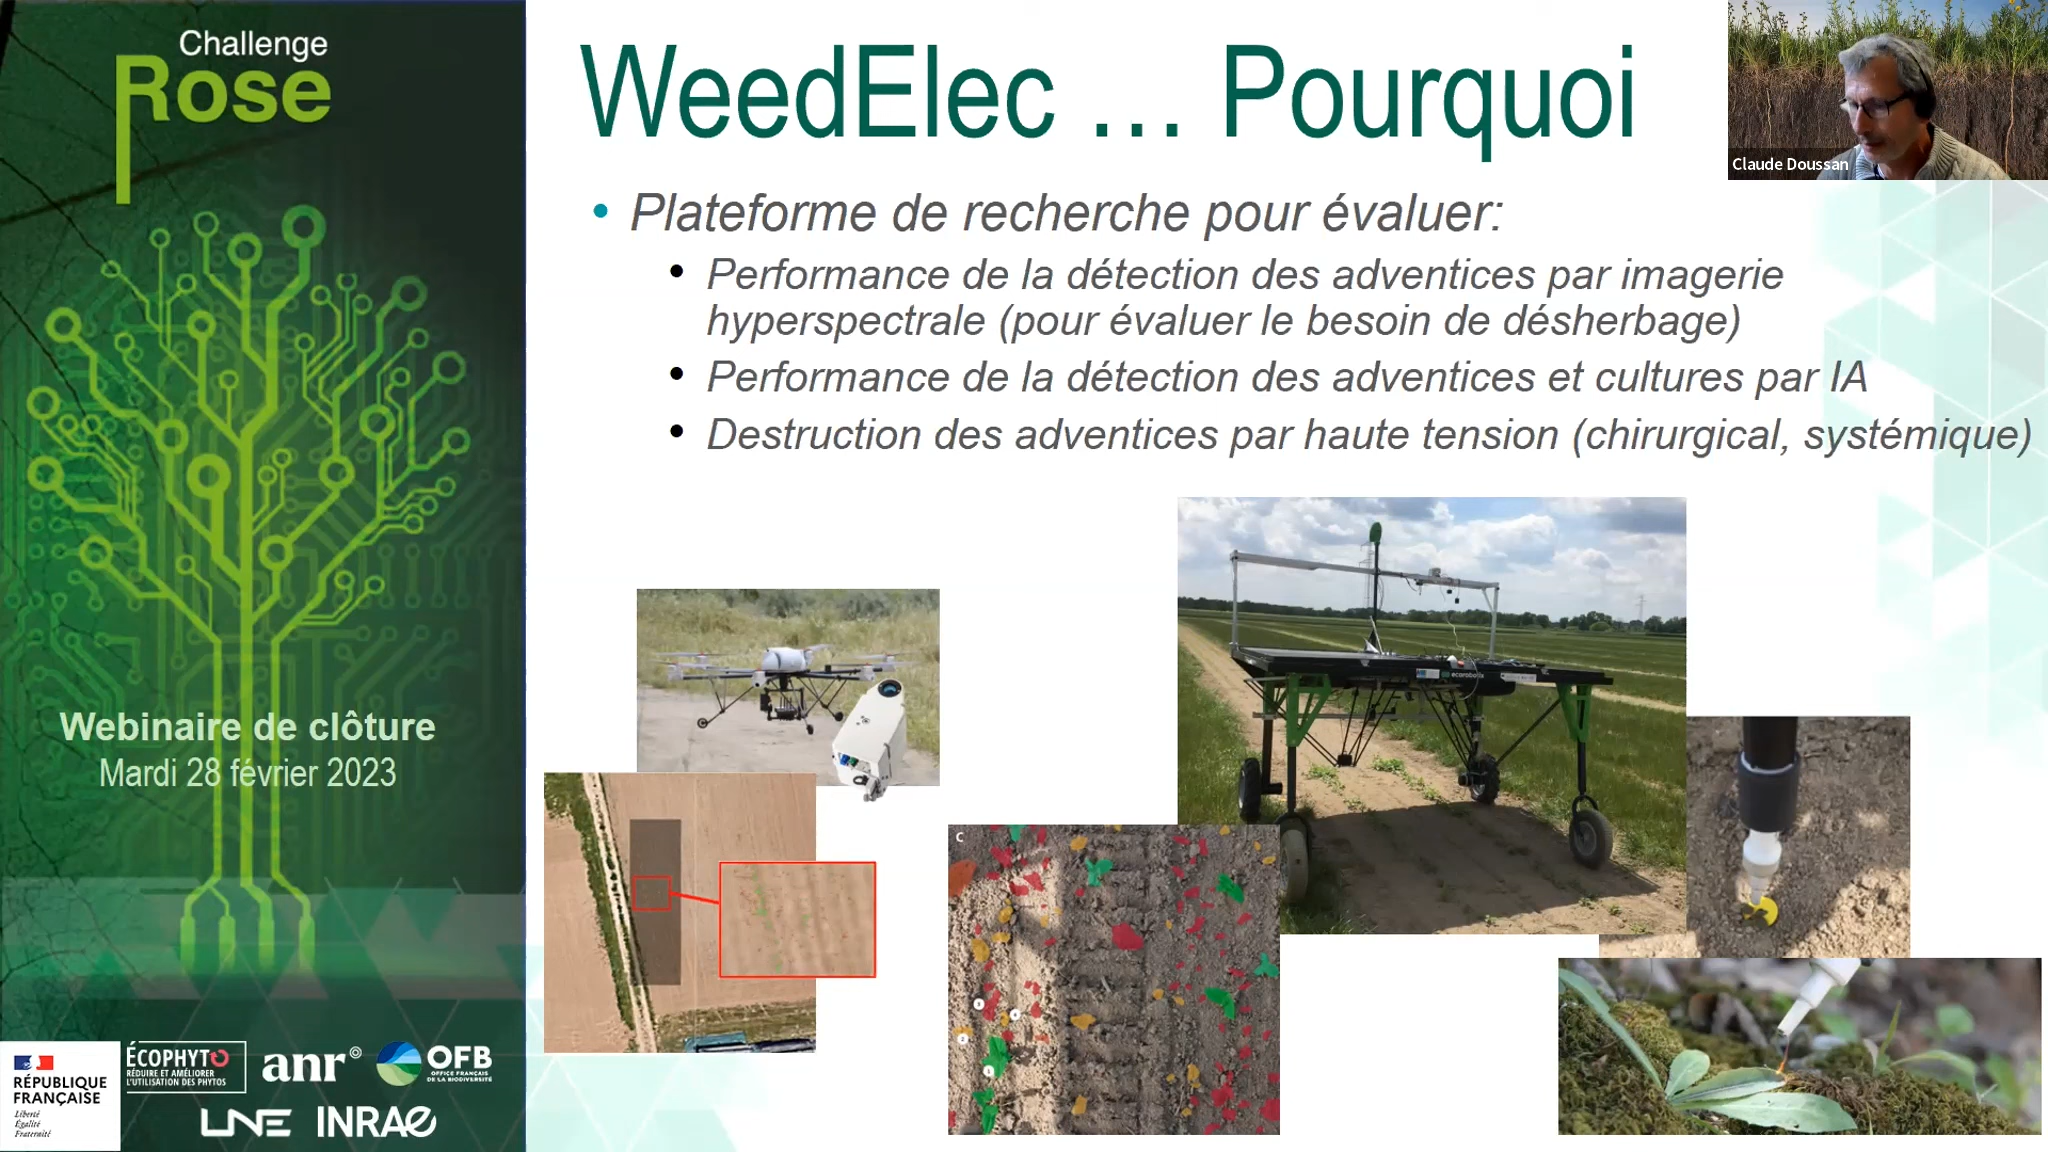 Challenge
Rose
WeedElec … Pourquoi
Claude Doussan
• Plateforme de recherche pour évaluer:
• Performance de la détection des adventices par imagerie
hyperspectrale (pour évaluer le besoin de désherbage)
• Performance de la détection des adventices et cultures par IA
• Destruction des adventices par haute tension (chirurgical, systémique)
Webinaire de clôture
Mardi 28 février 2023
ecorobotix
C
RÉPUBLIQUE
FRANÇAISE
Liberté
Égalité
Fraternité
ÉCOPHYTO
RÉDUIRE ET AMÉLIORER
L'UTILISATION DES PHYTOS
anr
OFB
OFFICE FRANÇAIS
DE LA BIODIVERSITÉ
LNE
INRAE